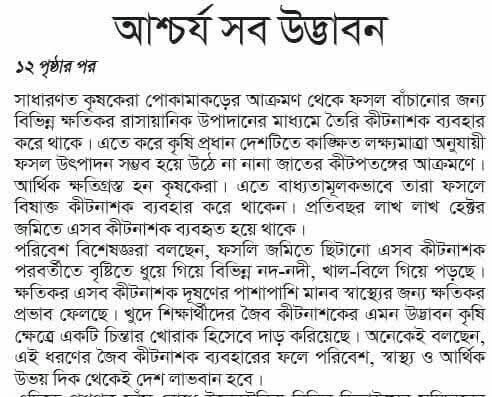 আশ্চর্য সব উদ্ভাবন
১২ পৃষ্ঠার পর
সাধারণত কৃষকেরা পোকামাকড়ের আক্রমণ থেকে ফসল বাঁচানোর জন্য
বিভিন্ন ক্ষতিকর রাসায়ানিক উপাদানের মাধ্যমে তৈরি কীটনাশক ব্যবহার
করে থাকে। এতে করে কৃষি প্রধান দেশটিতে কাঙ্ক্ষিত লক্ষ্যমাত্রা অনুযায়ী
ফসল উৎপাদন সম্ভব হয়ে উঠে না নানা জাতের কীটপতঙ্গের আক্রমণে।
আর্থিক ক্ষতিগ্রস্ত হন কৃষকেরা। এতে বাধ্যতামূলকভাবে তারা ফসলে
বিষাক্ত কীটনাশক ব্যবহার করে থাকেন। প্রতিবছর লাখ লাখ হেক্টর
জমিতে এসব কীটনাশক ব্যবহৃত হয়ে থাকে।
পরিবেশ বিশেষজ্ঞরা বলছেন, ফসলি জমিতে ছিটানো এসব কীটনাশক
পরবর্তীতে বৃষ্টিতে ধুয়ে গিয়ে বিভিন্ন নদ-নদী, খাল-বিলে গিয়ে পড়ছে।
ক্ষতিকর এসব কীটনাশক দূষণের পাশাপাশি মানব স্বাস্থ্যের জন্য ক্ষতিকর
প্রভাব ফেলছে। খুদে শিক্ষার্থীদের জৈব কীটনাশকের এমন উদ্ভাবন কৃষি
ক্ষেত্রে একটি চিন্তার খোরাক হিসেবে দাড় করিয়েছে। অনেকেই বলছেন,
এই ধরণের জৈব কীটনাশক ব্যবহারের ফলে পরিবেশ, স্বাস্থ্য ও আর্থিক
উভয় দিক থেকেই দেশ লাভবান হবে।